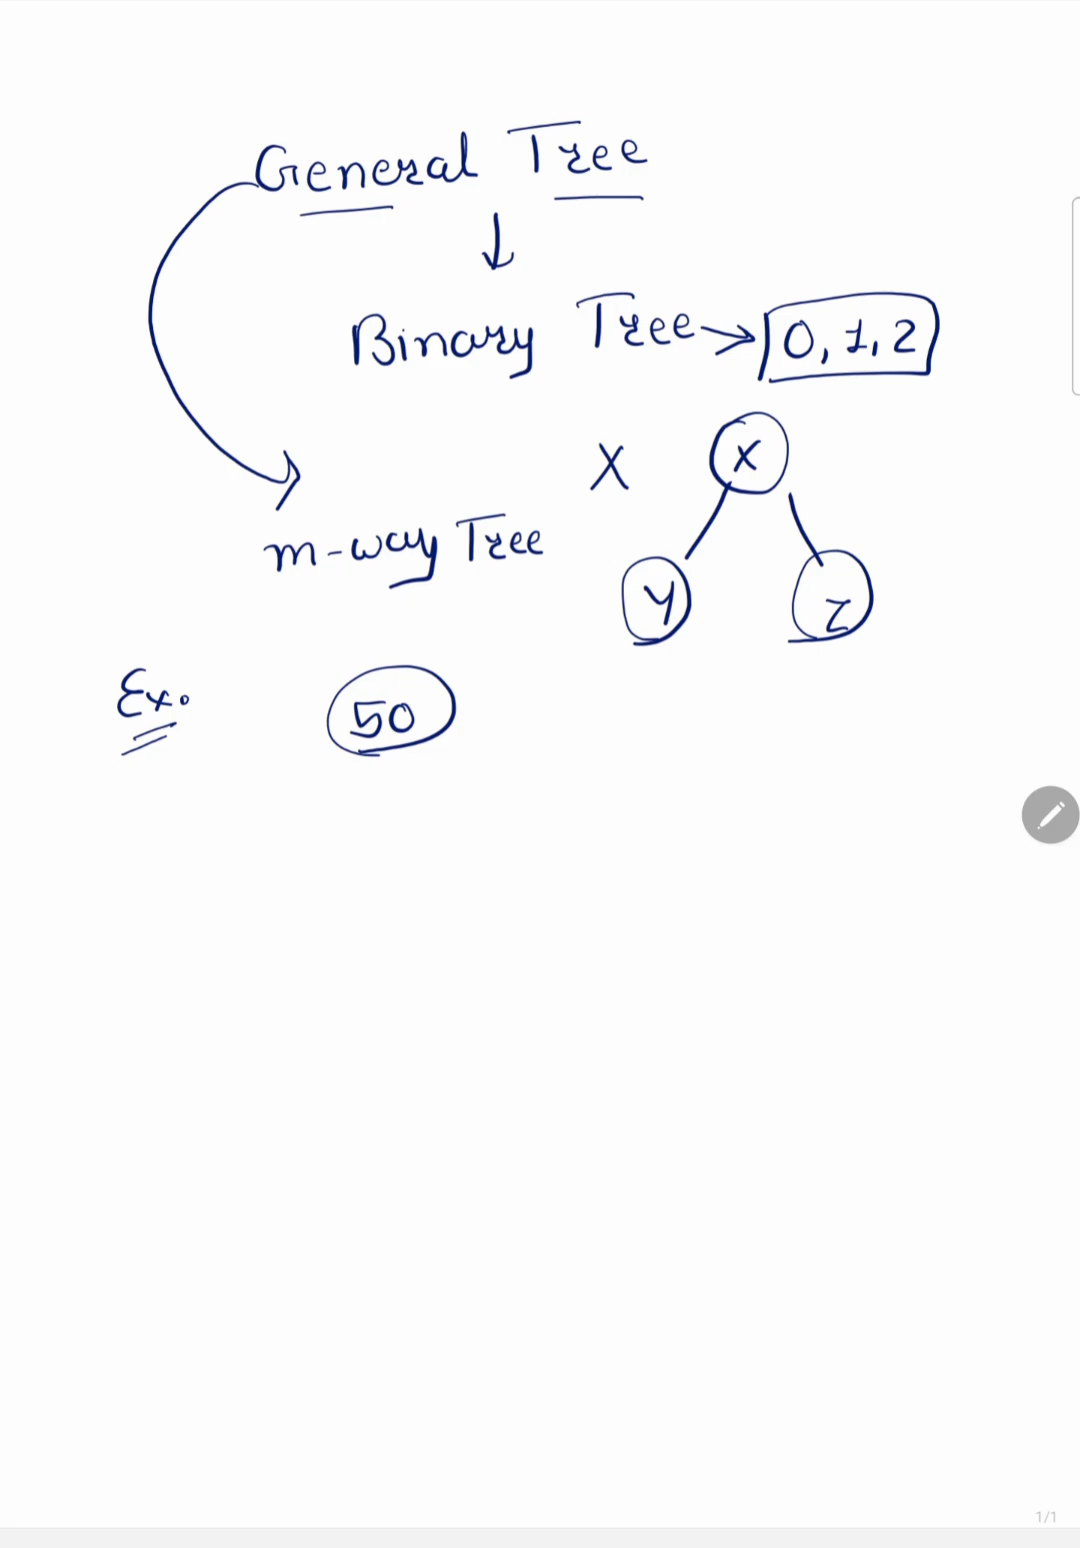 General Tree
Binary Tree → 0, 1, 2
X X
m-way Tree
Y Z
Ex. 50
1/1